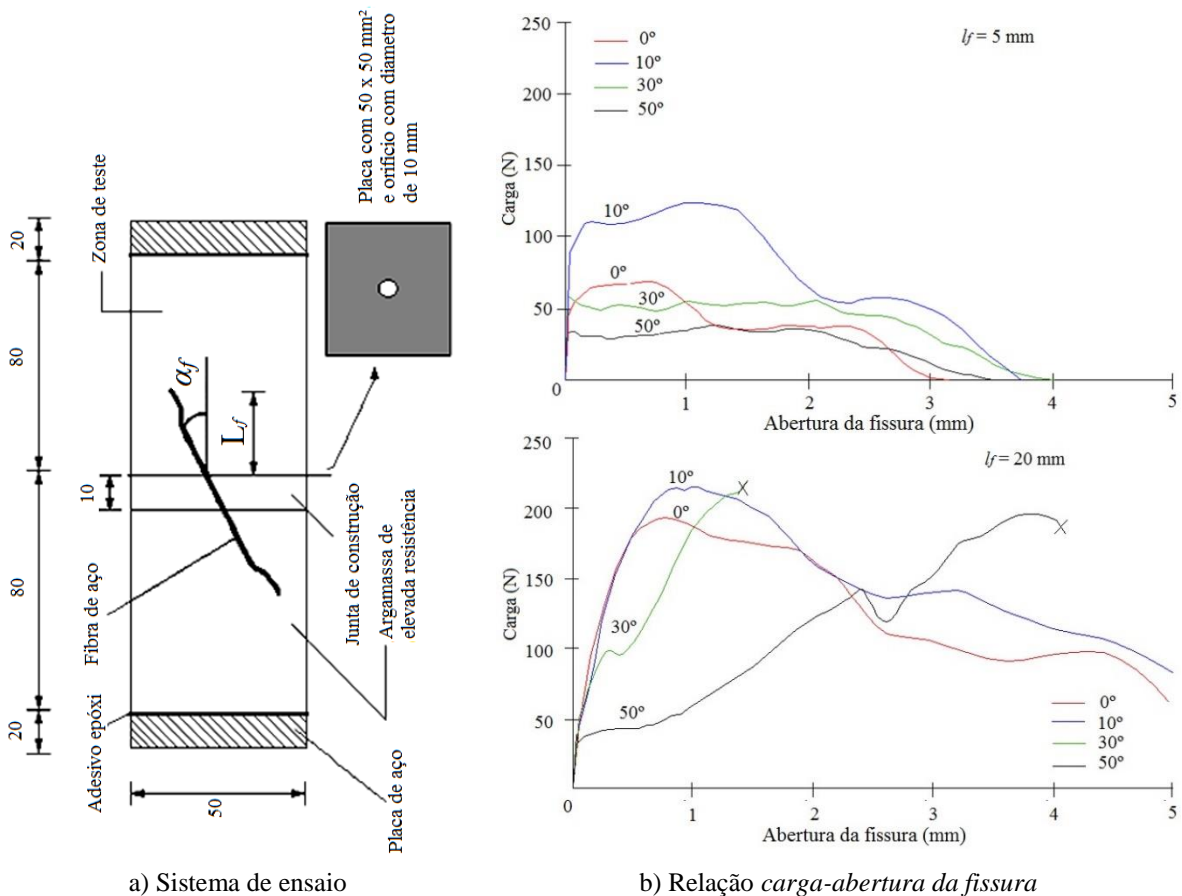 20
80
10
80
20
50
Zona de teste
αf
Lf
Placa com 50 x 50 mm²
e orificio com diametro
de 10 mm
Fibra de aço
Junta de construção
Argamassa de
elevada resistência
Adesivo epóxi
Placa de aço
a) Sistema de ensaio
250
200
150
100
50
0
Carga (N)
0º
10º
30º
50º
lf = 5 mm
10º
0º
30º
50º
1
2
3
4
5
Abertura da fissura (mm)
250
200
150
100
50
0
Carga (N)
lf = 20 mm
10º
0º
30º
50º
X
X
0º
10º
30º
50º
1
2
3
4
5
Abertura da fissura (mm)
b) Relação carga-abertura da fissura